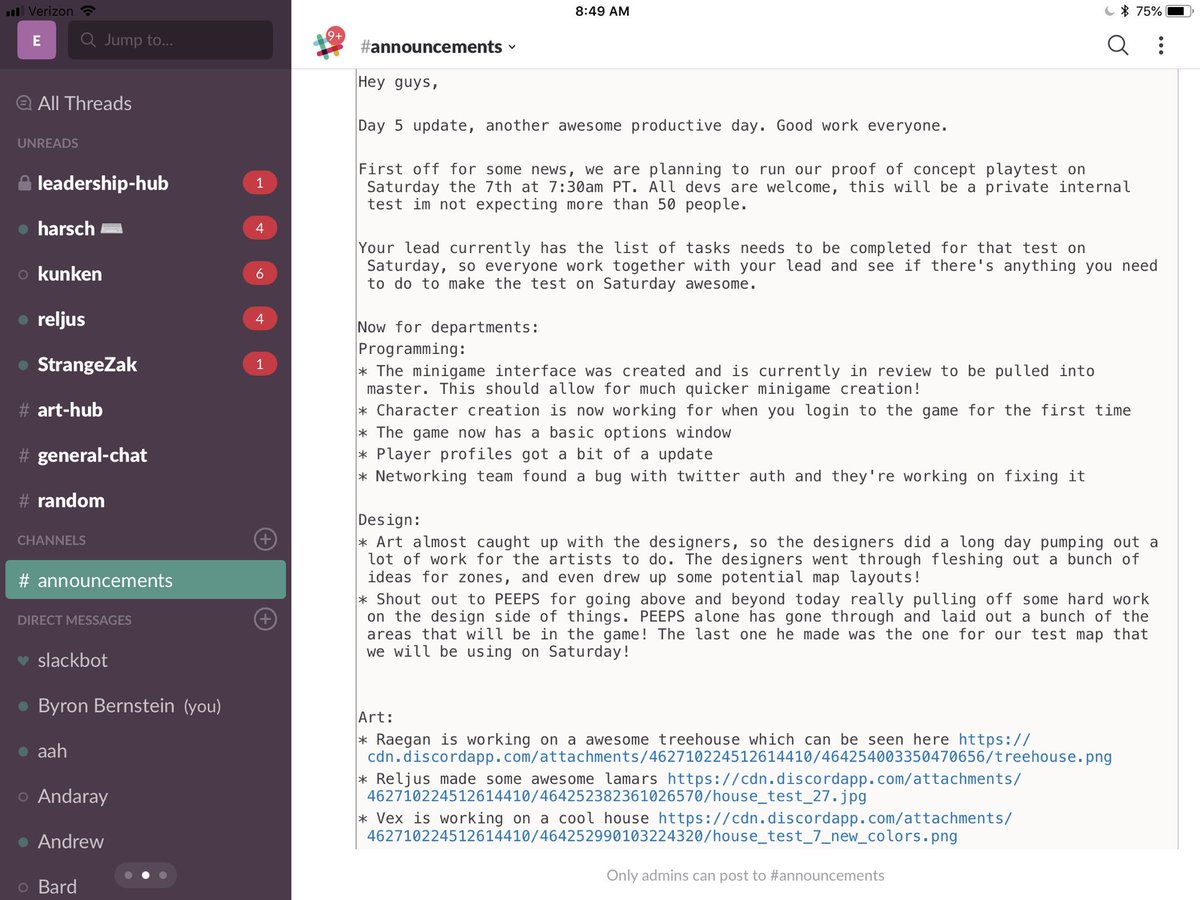 Verizon
8:49 AM
75%
E
Jump to...
All Threads
UNREADS
leadership-hub 1
harsch 4
kunken 6
reljus 4
StrangeZak 1
# art-hub
# general-chat
# random
CHANNELS
# announcements
DIRECT MESSAGES
slackbot
Byron Bernstein (you)
aah
Andaray
Andrew
Bard
9+
#announcements
Hey guys,
Day 5 update, another awesome productive day. Good work everyone.
First off for some news, we are planning to run our proof of concept playtest on
Saturday the 7th at 7:30am PT. All devs are welcome, this will be a private internal
test im not expecting more than 50 people.
Your lead currently has the list of tasks needs to be completed for that test on
Saturday, so everyone work together with your lead and see if there's anything you need
to do to make the test on Saturday awesome.
Now for departments:
Programming:
* The minigame interface was created and is currently in review to be pulled into
master. This should allow for much quicker minigame creation!
* Character creation is now working for when you login to the game for the first time
* The game now has a basic options window
* Player profiles got a bit of a update
* Networking team found a bug with twitter auth and they're working on fixing it
Design:
* Art almost caught up with the designers, so the designers did a long day pumping out a
lot of work for the artists to do. The designers went through fleshing out a bunch of
ideas for zones, and even drew up some potential map layouts!
* Shout out to PEEPS for going above and beyond today really pulling off some hard work
on the design side of things. PEEPS alone has gone through and laid out a bunch of the
areas that will be in the game! The last one he made was the one for our test map that
we will be using on Saturday!
Art:
* Raegan is working on a awesome treehouse which can be seen here https://
cdn.discordapp.com/attachments/462710224512614410/464254003350470656/treehouse.png
* Reljus made some awesome lamars https://cdn.discordapp.com/attachments/
462710224512614410/464252382361026570/house_test_27.jpg
* Vex is working on a cool house https://cdn.discordapp.com/attachments/
462710224512614410/464252990103224320/house_test_7_new_colors.png
Only admins can post to #announcements